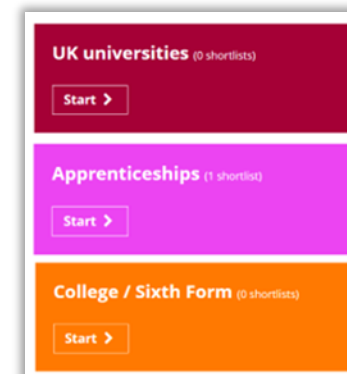 UK universities (0 shortlists)
Start >
Apprenticeships (1 shortlist)
Start >
College / Sixth Form (0 shortlists)
Start >